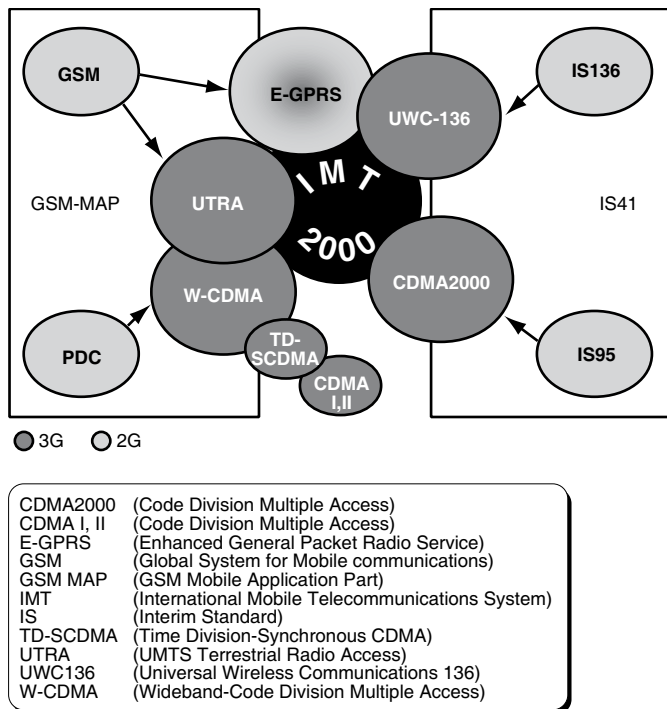 GSM
E-GPRS
IS136
UWC-136
IMT
2000
GSM-MAP
UTRA
IS41
W-CDMA
CDMA2000
PDC
TD-
SCDMA
IS95
CDMA
I,II
3G 2G
CDMA2000 (Code Division Multiple Access)
CDMA I, II (Code Division Multiple Access)
E-GPRS (Enhanced General Packet Radio Service)
GSM (Global System for Mobile communications)
GSM MAP (GSM Mobile Application Part)
IMT (International Mobile Telecommunications System)
IS (Interim Standard)
TD-SCDMA (Time Division-Synchronous CDMA)
UTRA (UMTS Terrestrial Radio Access)
UWC136 (Universal Wireless Communications 136)
W-CDMA (Wideband-Code Division Multiple Access)